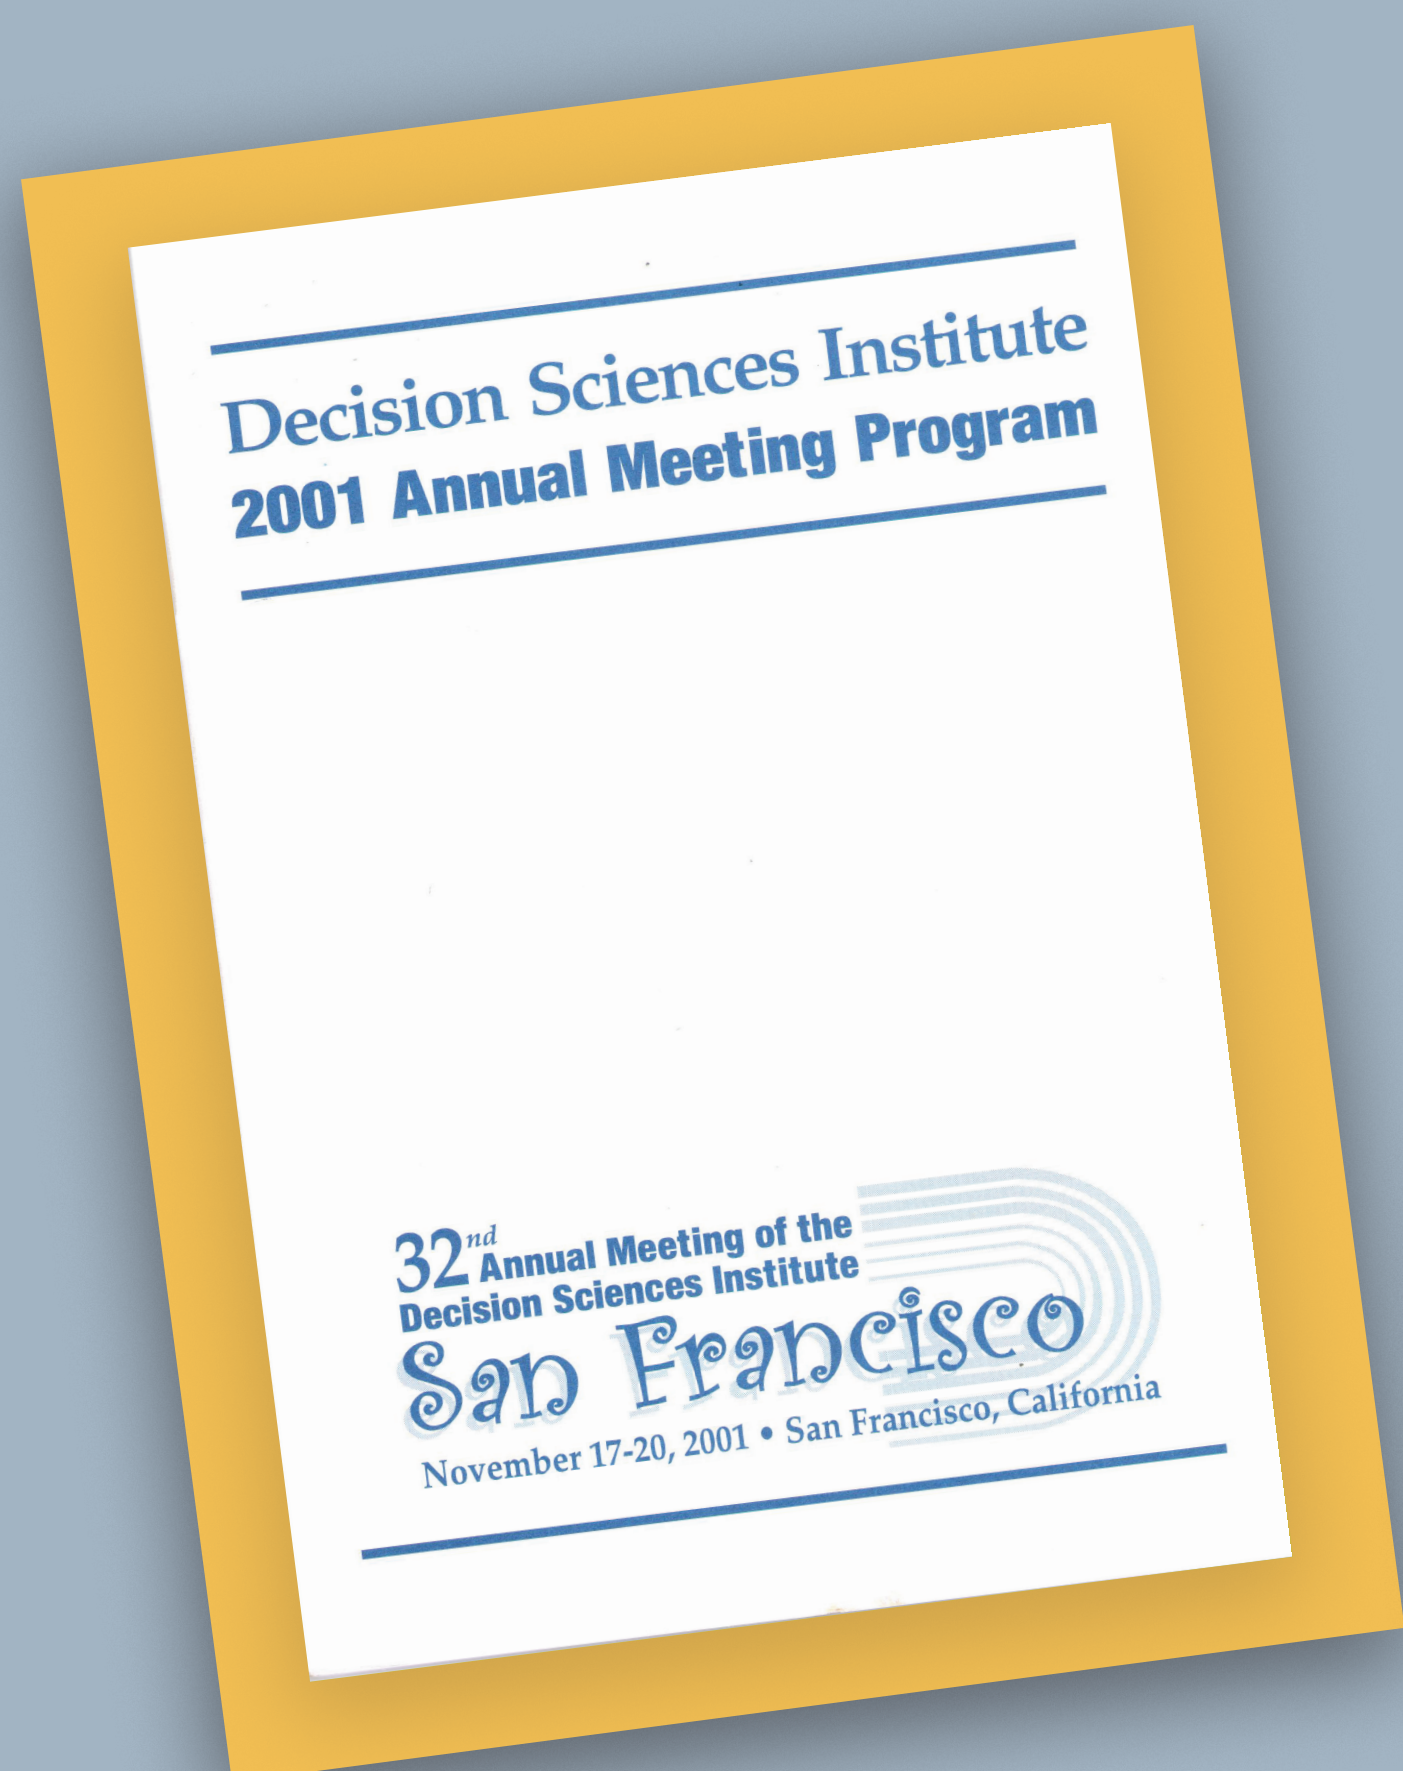 Decision Sciences Institute
2001 Annual Meeting Program
32nd Annual Meeting of the
Decision Sciences Institute
San Francisco
November 17-20, 2001 • San Francisco, California